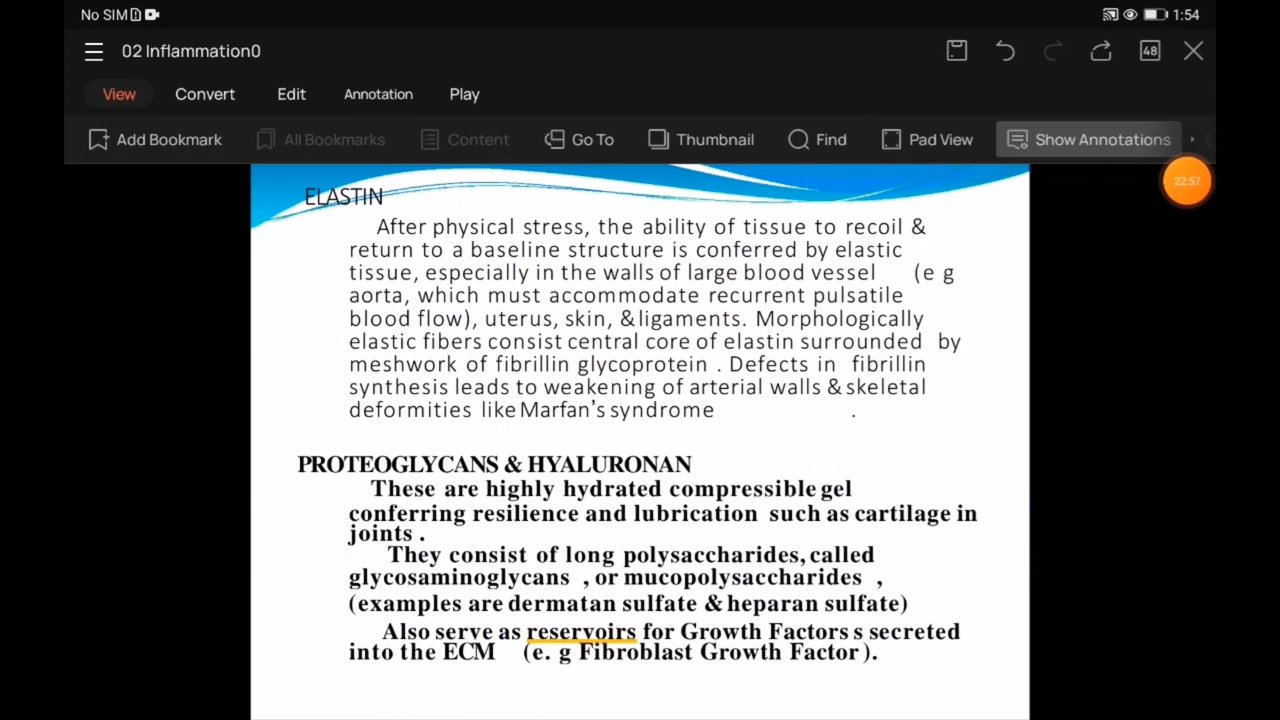 No SIM 1:54
02 Inflammation0 48
View Convert Edit Annotation Play
Add Bookmark All Bookmarks Content Go To Thumbnail Find Pad View Show Annotations
22:57
ELASTIN
After physical stress, the ability of tissue to recoil &
return to a baseline structure is conferred by elastic
tissue, especially in the walls of large blood vessel (e g
aorta, which must accommodate recurrent pulsatile
blood flow), uterus, skin, &ligaments. Morphologically
elastic fibers consist central core of elastin surrounded by
meshwork of fibrillin glycoprotein . Defects in fibrillin
synthesis leads to weakening of arterial walls & skeletal
deformities like Marfan’s syndrome .
PROTEOGLYCANS & HYALURONAN
These are highly hydrated compressible gel
conferring resilience and lubrication such as cartilage in
joints .
They consist of long polysaccharides, called
glycosaminoglycans , or mucopolysaccharides ,
(examples are dermatan sulfate & heparan sulfate)
Also serve as reservoirs for Growth Factors s secreted
into the ECM (e. g Fibroblast Growth Factor ).